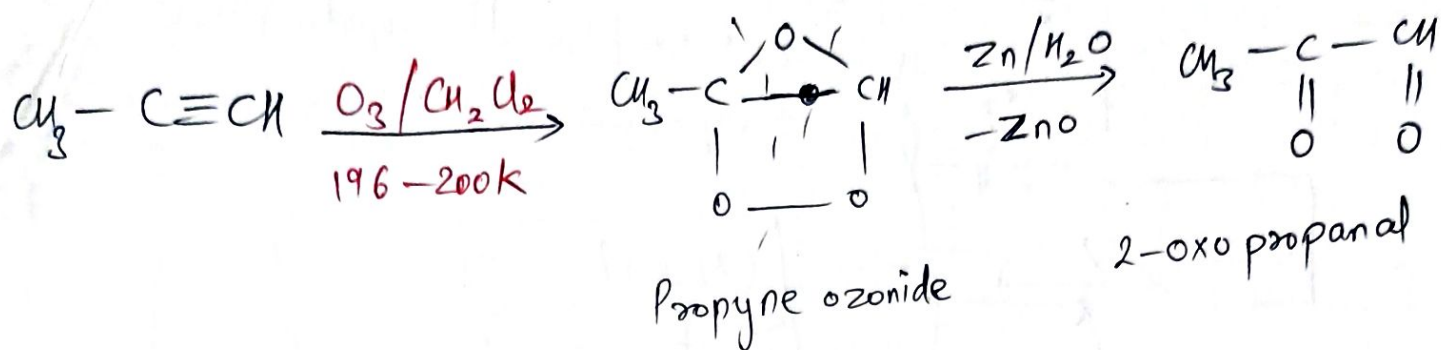 CH3 – C≡CH O3/CH2Cl2 196–200K CH3–C – CH O O — O Zn/H2O –ZnO CH3 – C – CH || O || O
Propyne ozonide
2-oxo propanal